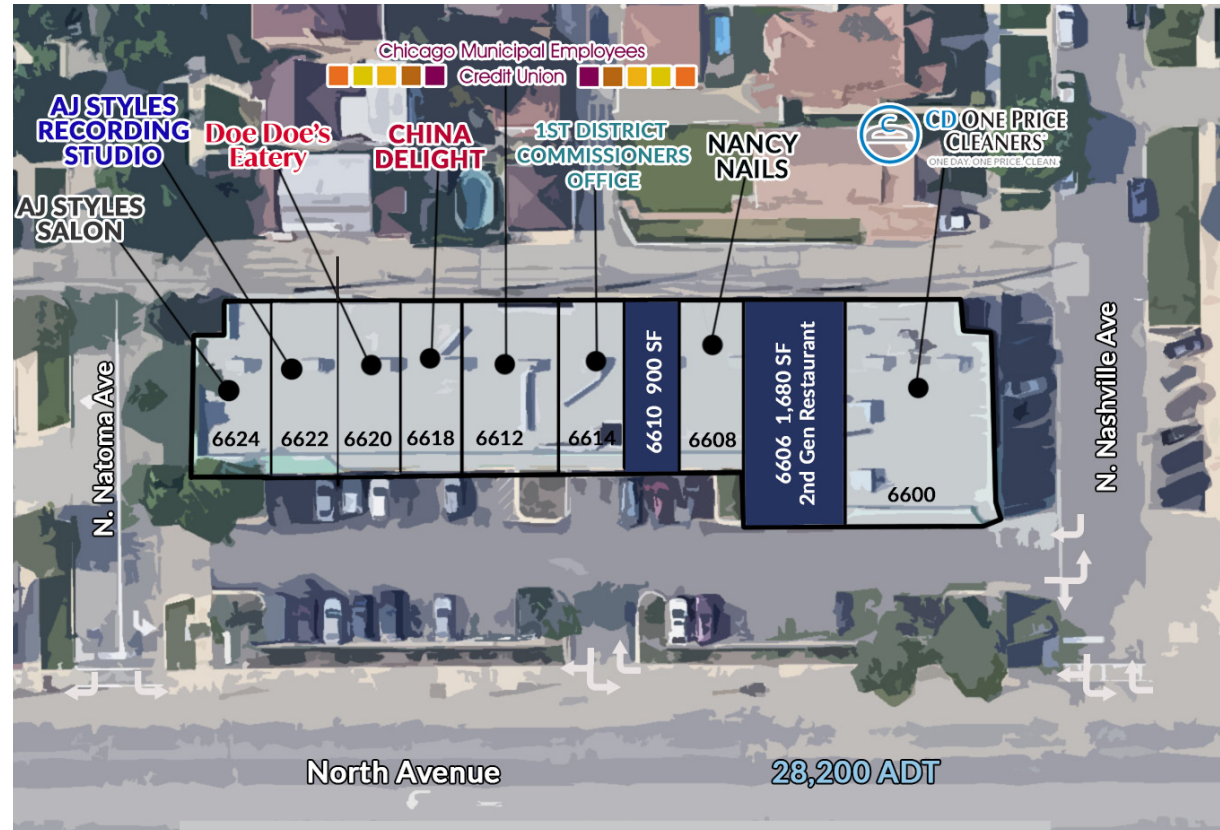 Chicago Municipal Employees
Credit Union
AJ STYLES
RECORDING
STUDIO
Doe Doe's
Eatery
CHINA
DELIGHT
1ST DISTRICT
COMMISSIONERS
OFFICE
NANCY
NAILS
CD ONE PRICE
CLEANERS
ONE DAY. ONE PRICE. CLEAN.
AJ STYLES
SALON
6624
6622
6620
6618
6612
6614
6610 900 SF
6608
6606 1,680 SF
2nd Gen Restaurant
6600
N. Natoma Ave
N. Nashville Ave
North Avenue
28,200 ADT